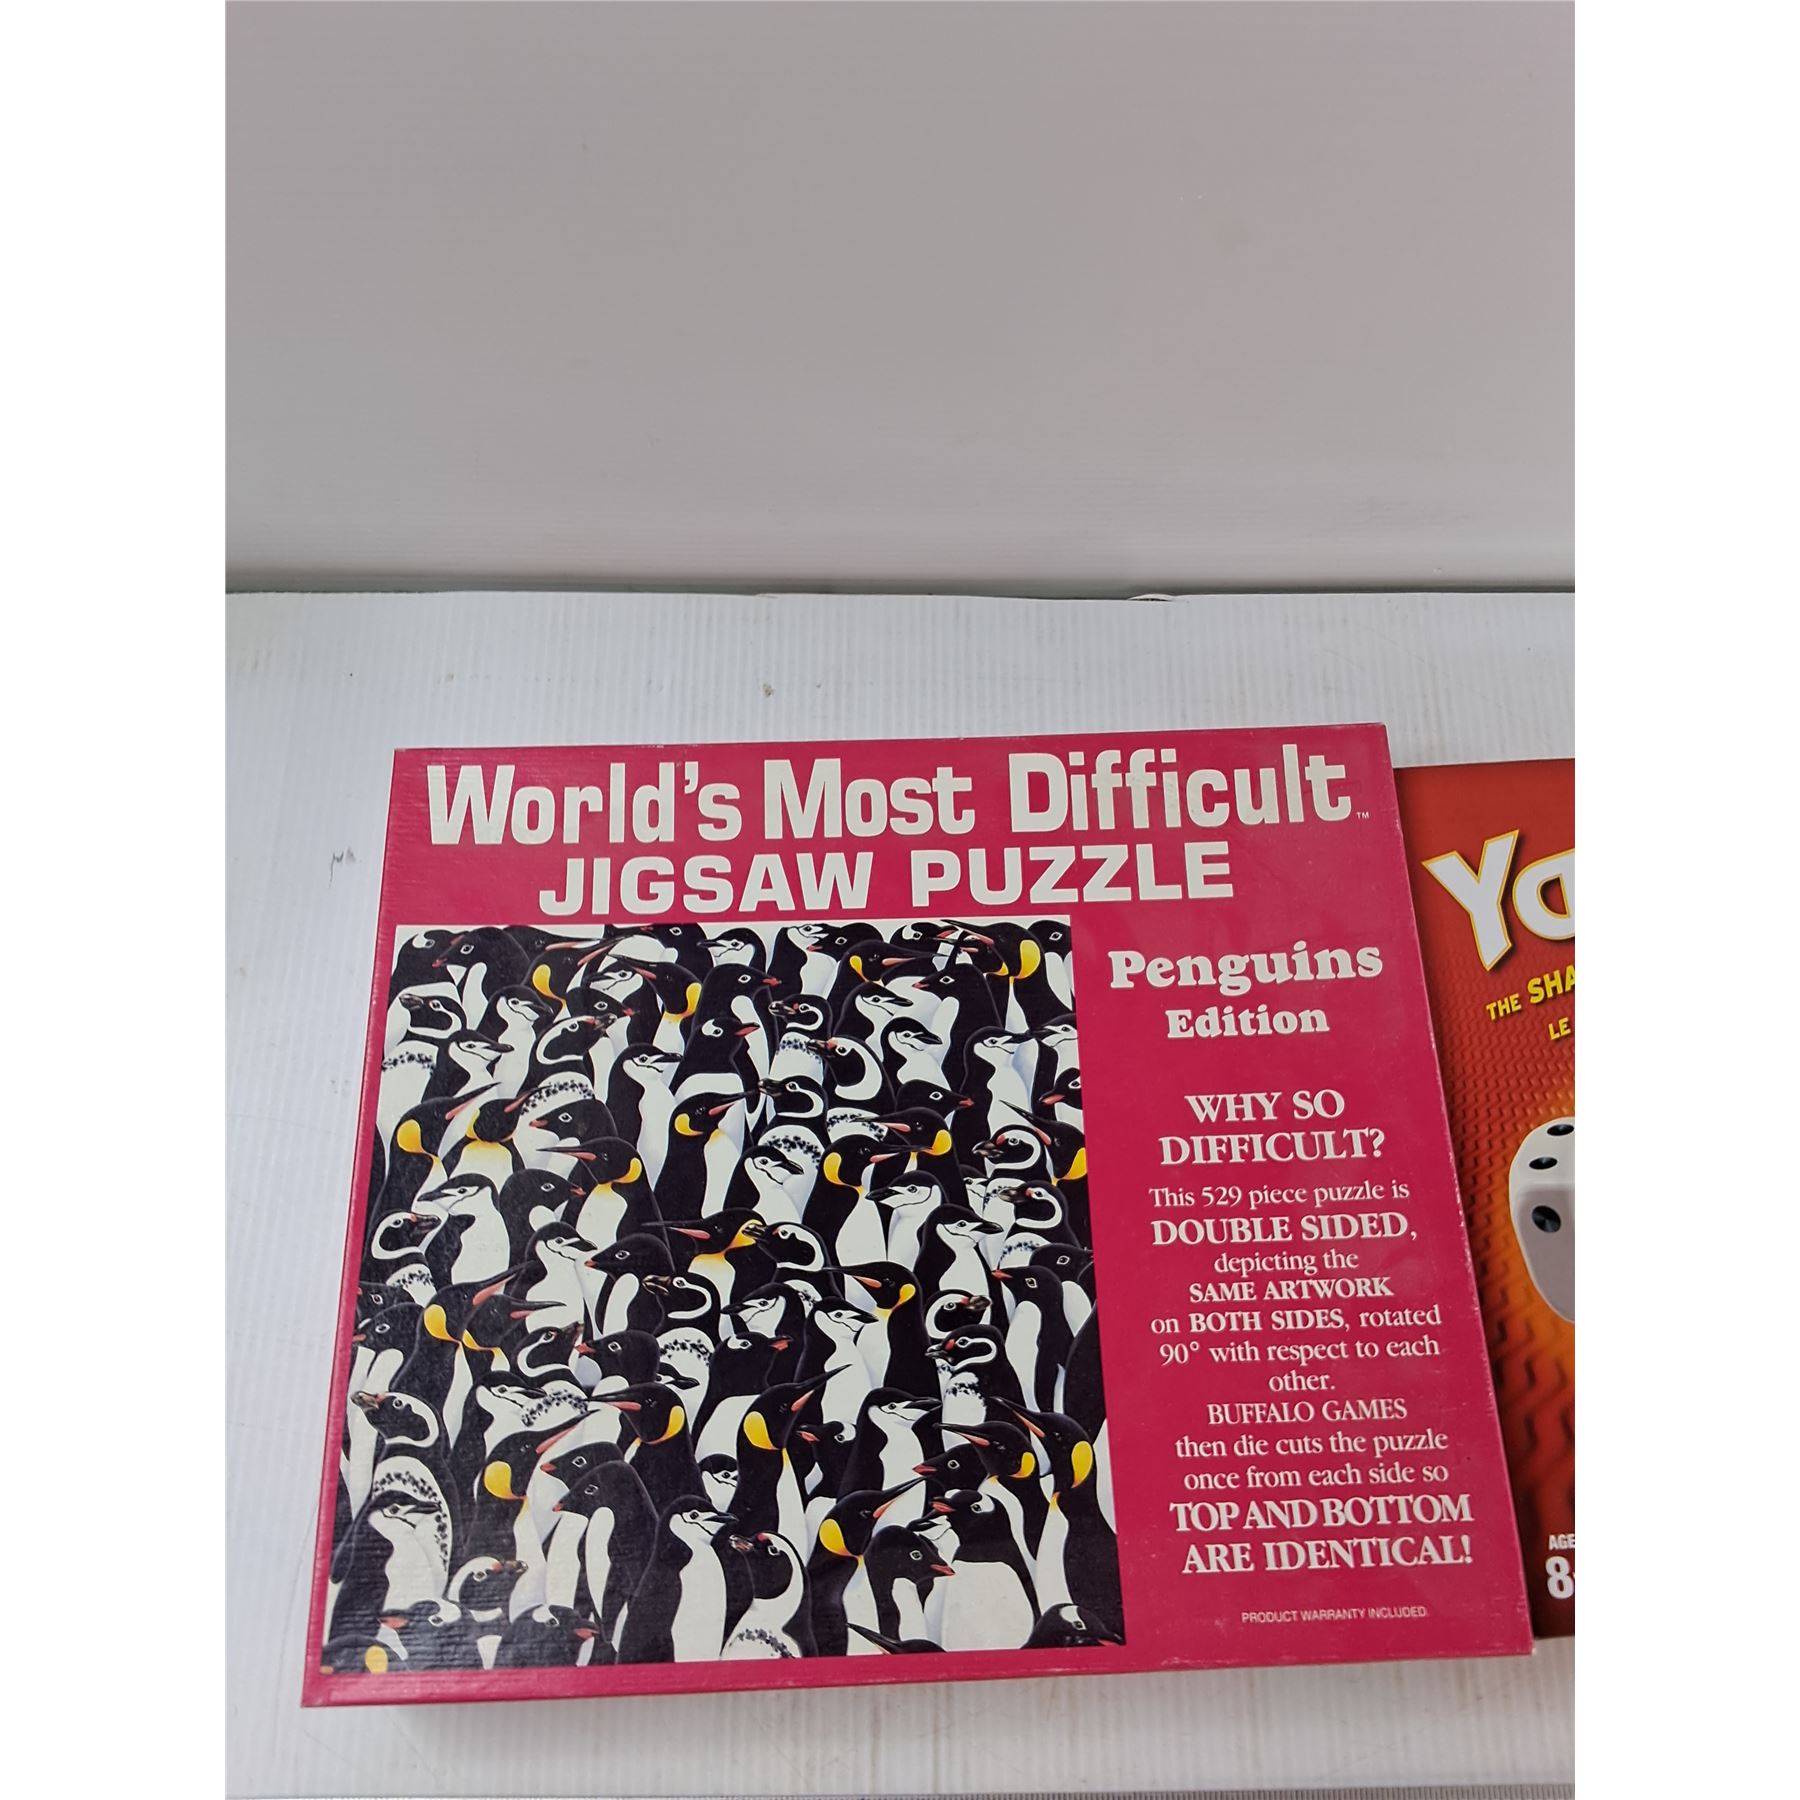 World's Most Difficult™
JIGSAW PUZZLE
Penguins
Edition
WHY SO
DIFFICULT?
This 529 piece puzzle is
DOUBLE SIDED,
depicting the
SAME ARTWORK
on BOTH SIDES, rotated
90° with respect to each
other.
BUFFALO GAMES
then die cuts the puzzle
once from each side so
TOP AND BOTTOM
ARE IDENTICAL!
PRODUCT WARRANTY INCLUDED.
THE
LE
8